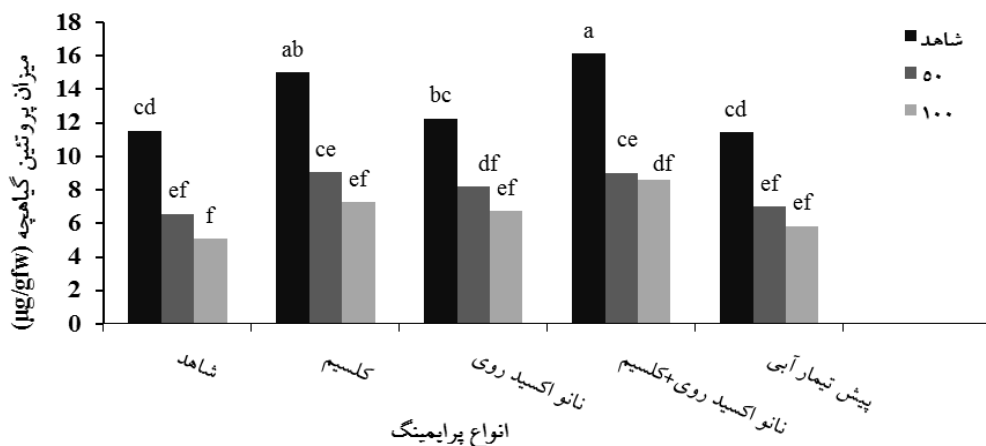 میزان پروتئین گیاهچه (µg/gfw)
18
16
14
12
10
8
6
4
2
0
cd
ef
f
ab
ce
ef
bc
df
ef
a
ce
df
cd
ef
ef
شاهد
۵۰
۱۰۰
شاهد
کلسیم
نانو اکسید روی
نانو اکسید روی+کلسیم
پیش تیمار آبی
انواع پرایمینگ